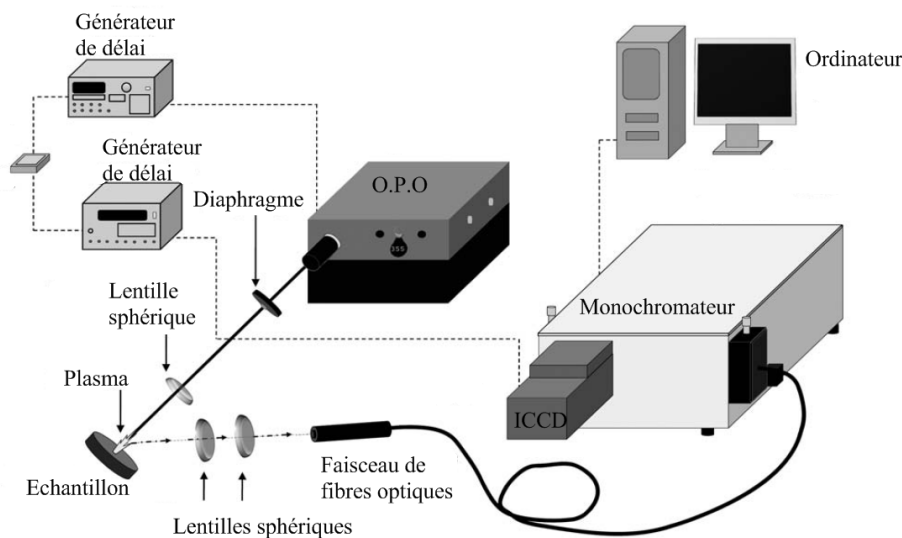 Générateur
de délai
Ordinateur
Générateur
de délai
O.P.O
Diaphragme
355
Lentille
sphérique
Monochromateur
Plasma
ICCD
Echantillon
Faisceau de
fibres optiques
Lentilles sphériques